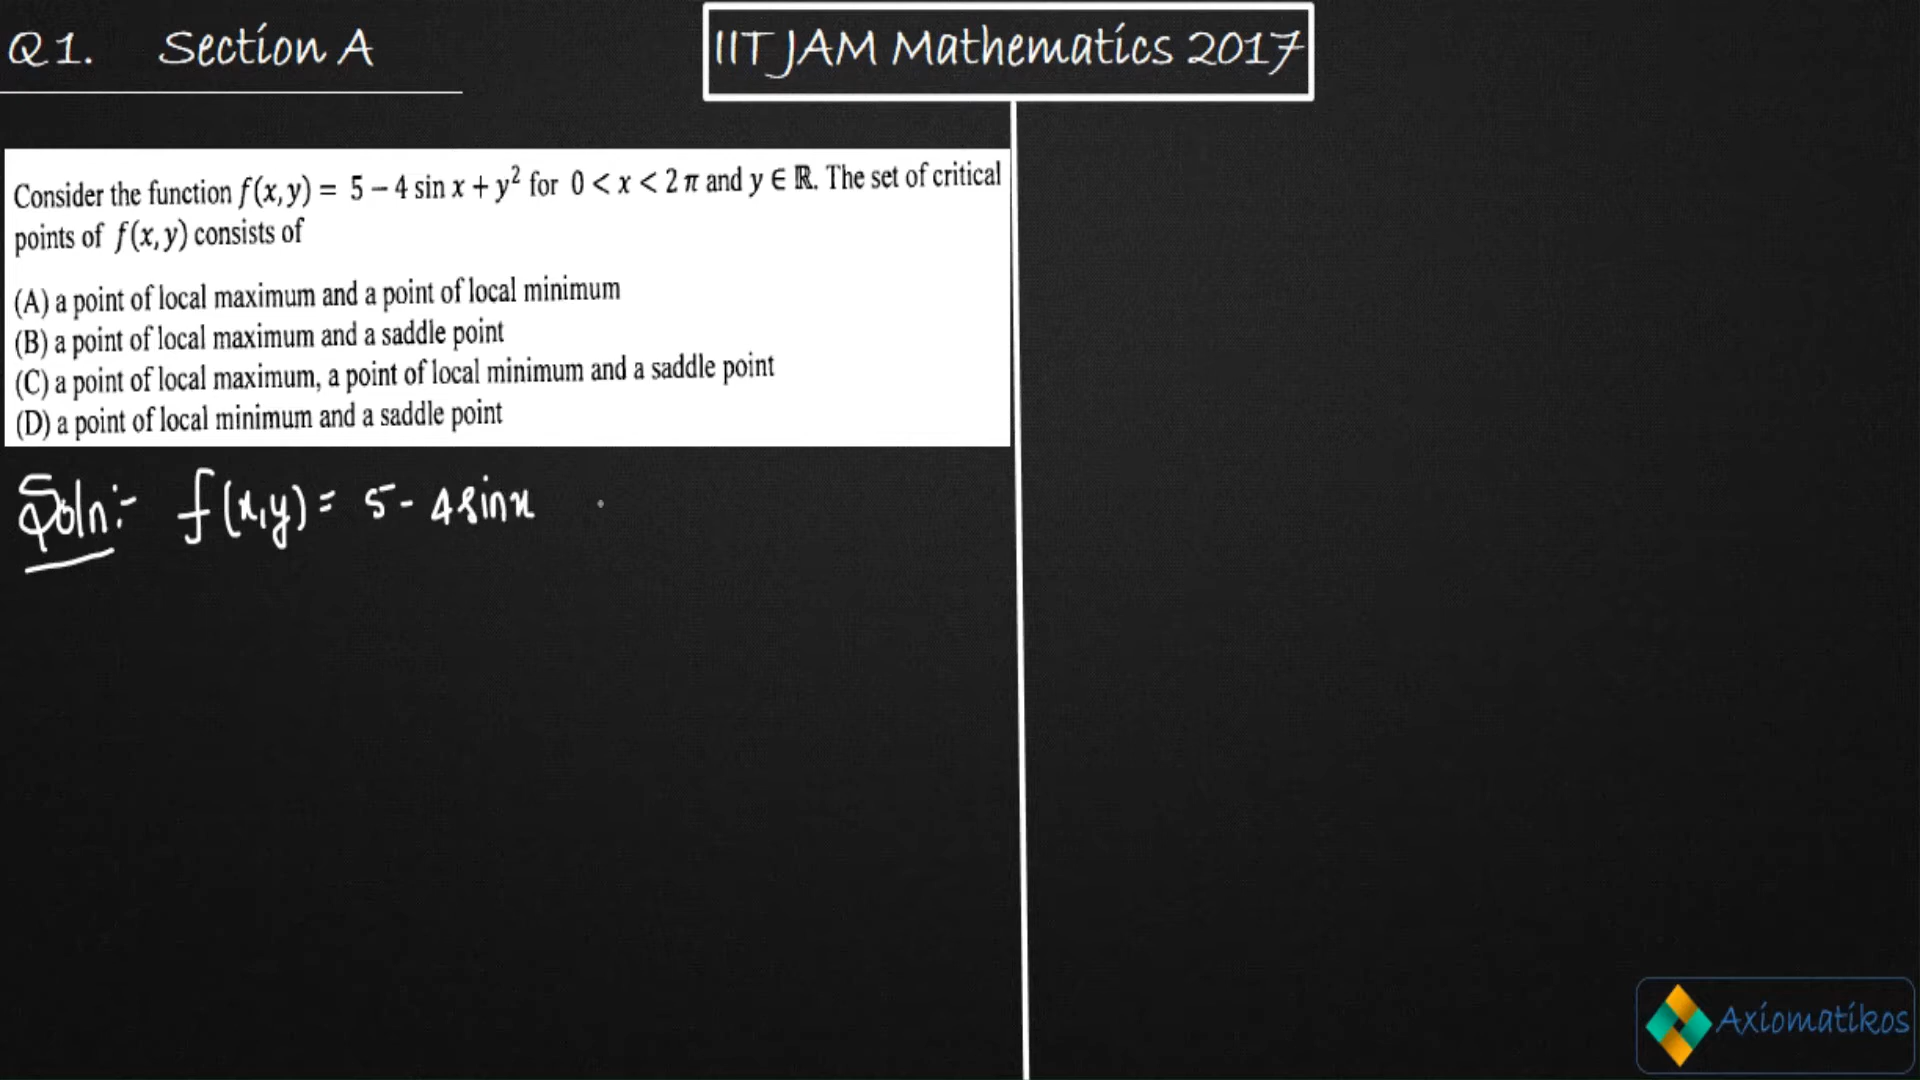 Q1. Section A
IIT JAM Mathematics 2017
Consider the function f(x, y) = 5 – 4 sin x + y² for 0 < x < 2 π and y ∈ ℝ. The set of critical
points of f(x, y) consists of
(A) a point of local maximum and a point of local minimum
(B) a point of local maximum and a saddle point
(C) a point of local maximum, a point of local minimum and a saddle point
(D) a point of local minimum and a saddle point
Soln:- f(x,y) = 5 - 4 sin x
Axiomatikos